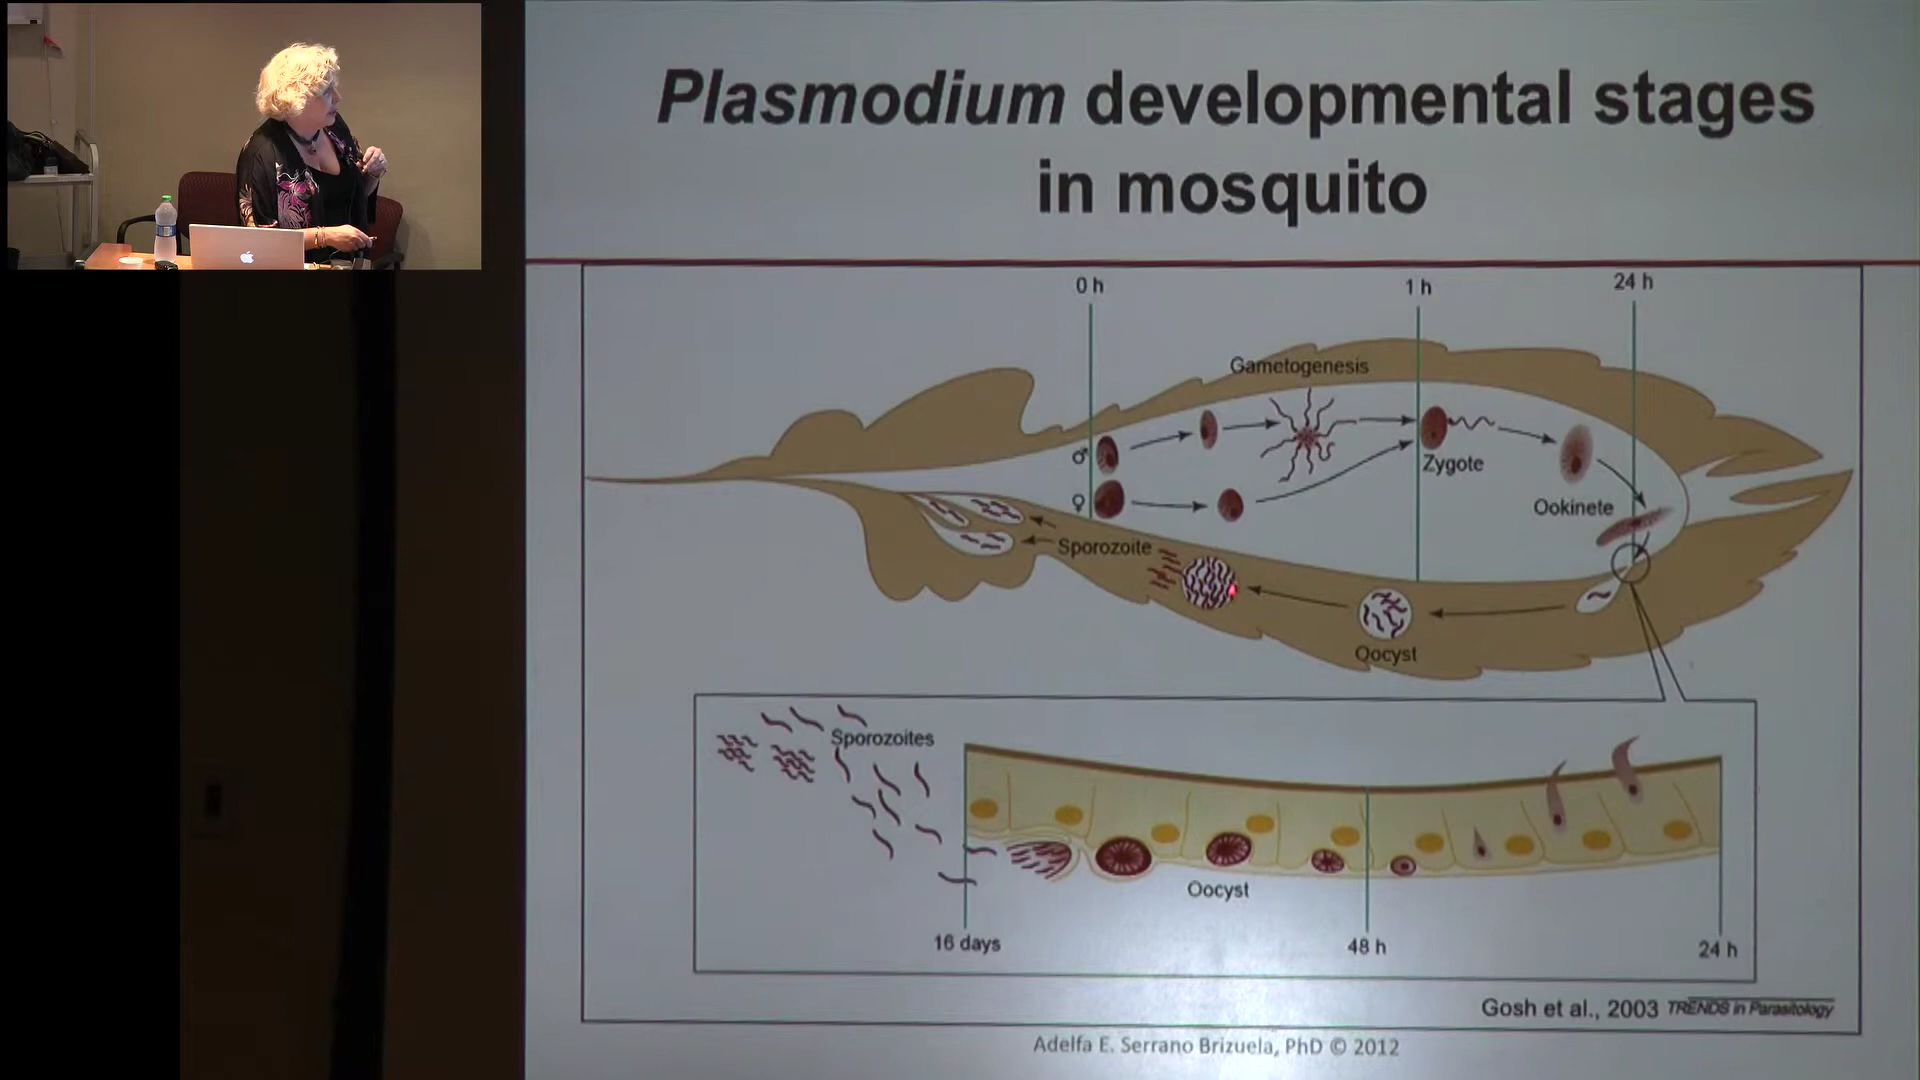 Plasmodium developmental stages
in mosquito
0 h
1 h
24 h
Gametogenesis
♂
Zygote
♀
Ookinete
Sporozoite
Oocyst
Sporozoites
Oocyst
16 days
48 h
24 h
Gosh et al., 2003 TRENDS in Parasitology
Adelfa E. Serrano Brizuela, PhD © 2012